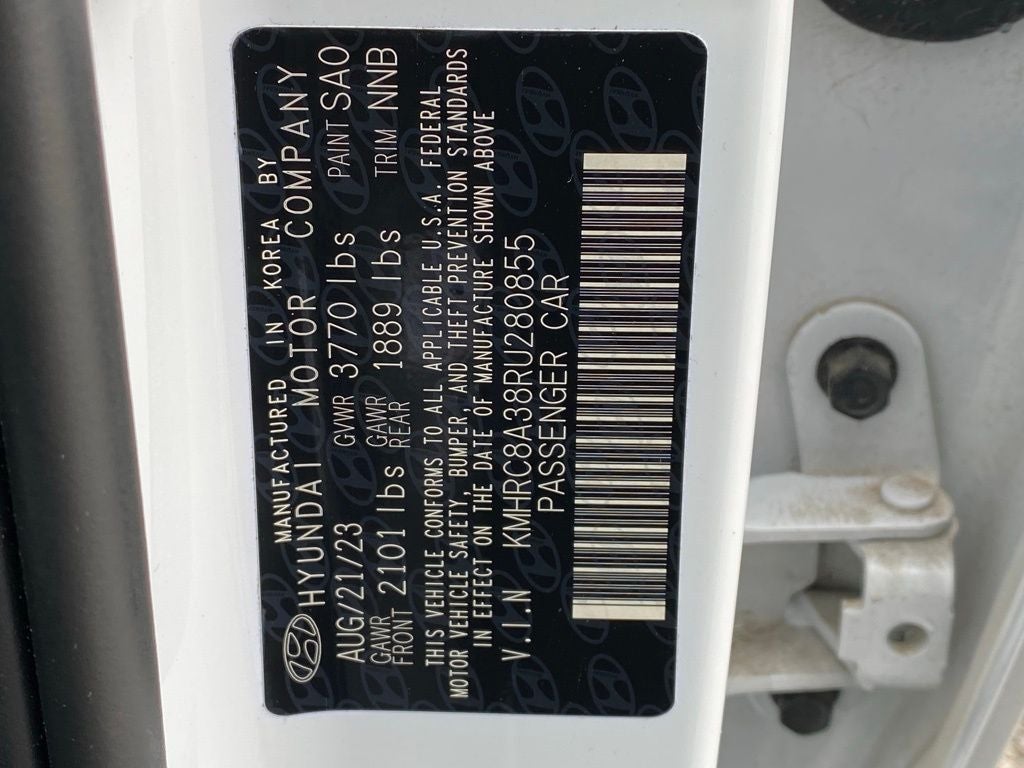 MANUFACTURED IN KOREA BY
HYUNDAI MOTOR COMPANY
AUG/21/23 GVWR 3770 lbs PAINT SAO
GAWR FRONT 2101 lbs GAWR REAR 1889 lbs TRIM NNB
THIS VEHICLE CONFORMS TO ALL APPLICABLE U.S.A. FEDERAL
MOTOR VEHICLE SAFETY, BUMPER, AND THEFT PREVENTION STANDARDS
IN EFFECT ON THE DATE OF MANUFACTURE SHOWN ABOVE
V.I.N KMHRC8A38RU280855
PASSENGER CAR